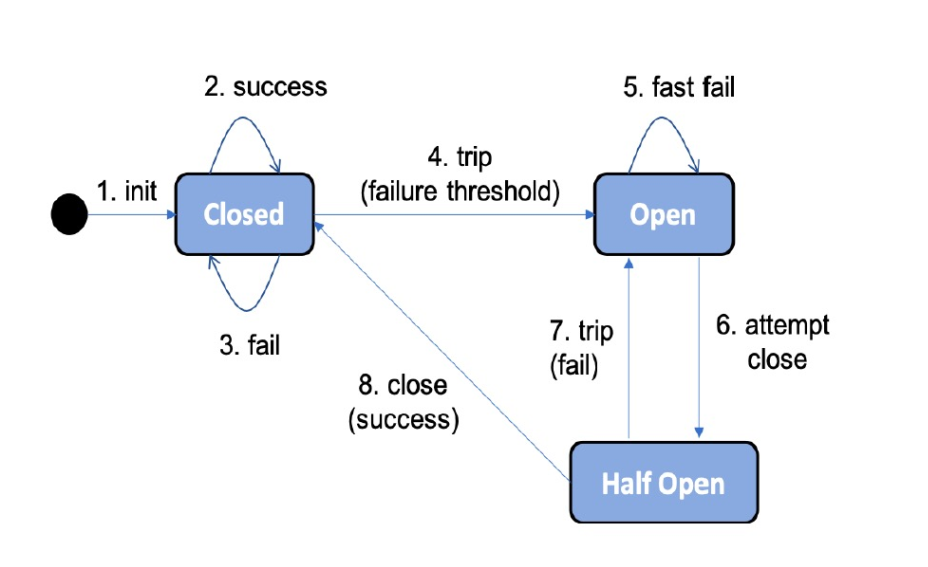 2. success
5. fast fail
4. trip
(failure threshold)
1. init
Closed
Open
3. fail
7. trip
(fail)
6. attempt
close
8. close
(success)
Half Open